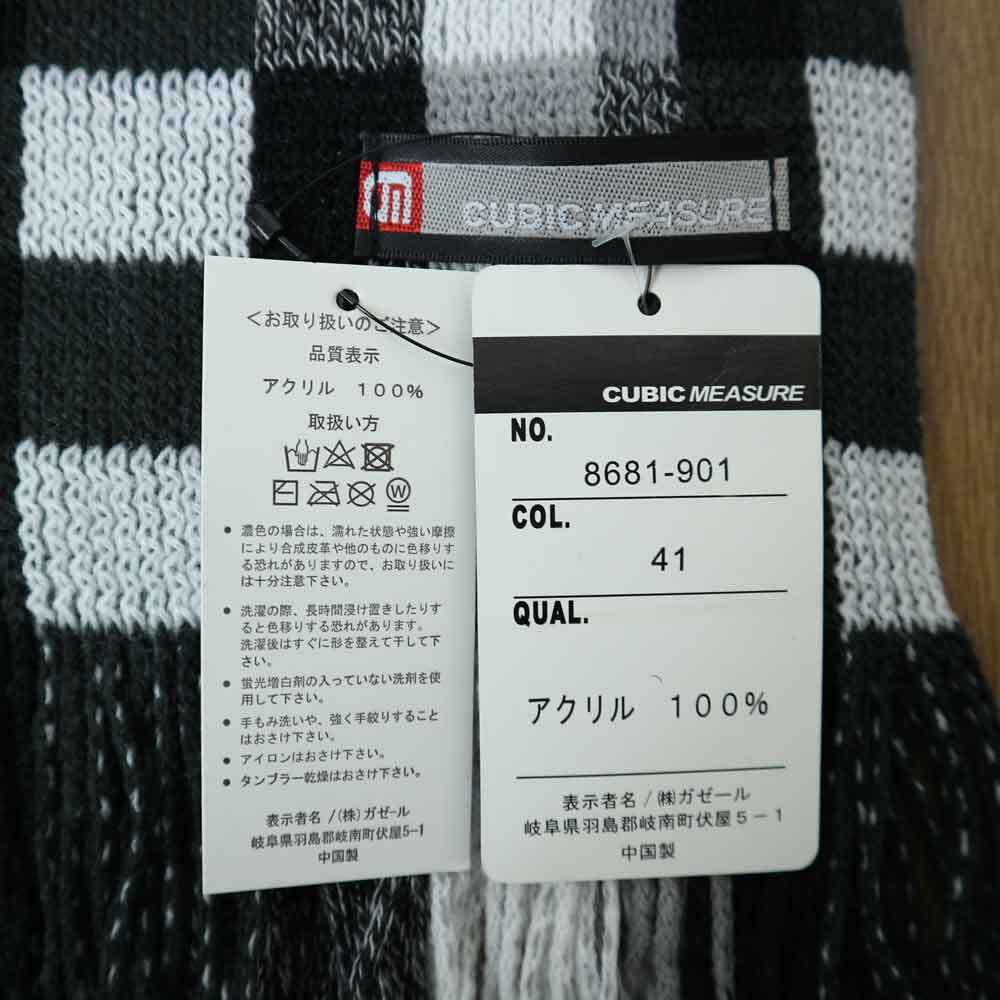 CUBIC MEASURE
<お取り扱いのご注意>
品質表示
アクリル 100%
取扱い方
W
● 濃色の場合は、濡れた状態や強い摩擦
により合成皮革や他のものに色移りす
る恐れがありますので、お取り扱いに
は十分注意下さい。
● 洗濯の際、長時間浸け置きしたりす
ると色移りする恐れがあります。
洗濯後はすぐに形を整えて干して下
さい。
● 蛍光増白剤の入っていない洗剤を使
用して下さい。
● 手もみ洗いや、強く手絞りすること
はおさけ下さい。
● アイロンはおさけ下さい。
● タンブラー乾燥はおさけ下さい。
表示者名/(株)ガゼール
岐阜県羽島郡岐南町伏屋5-1
中国製
CUBIC MEASURE
NO.
8681-901
COL.
41
QUAL.
アクリル 100%
表示者名/㈱ガゼール
岐阜県羽島郡岐南町伏屋5-1
中国製